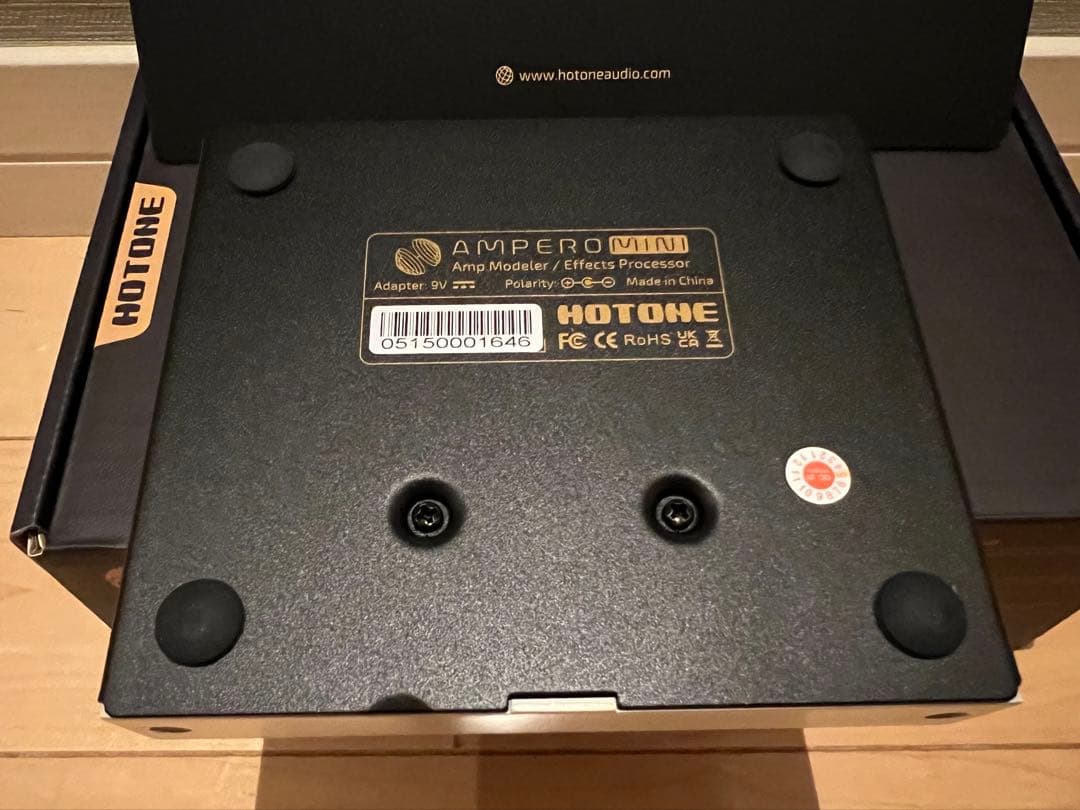 www.hotoneaudio.com
HOTONE
AMPERO MINI
Amp Modeler / Effects Processor
Adapter: 9V Polarity: Made in China
05150001646
HOTONE
FC CE RoHS UK CA